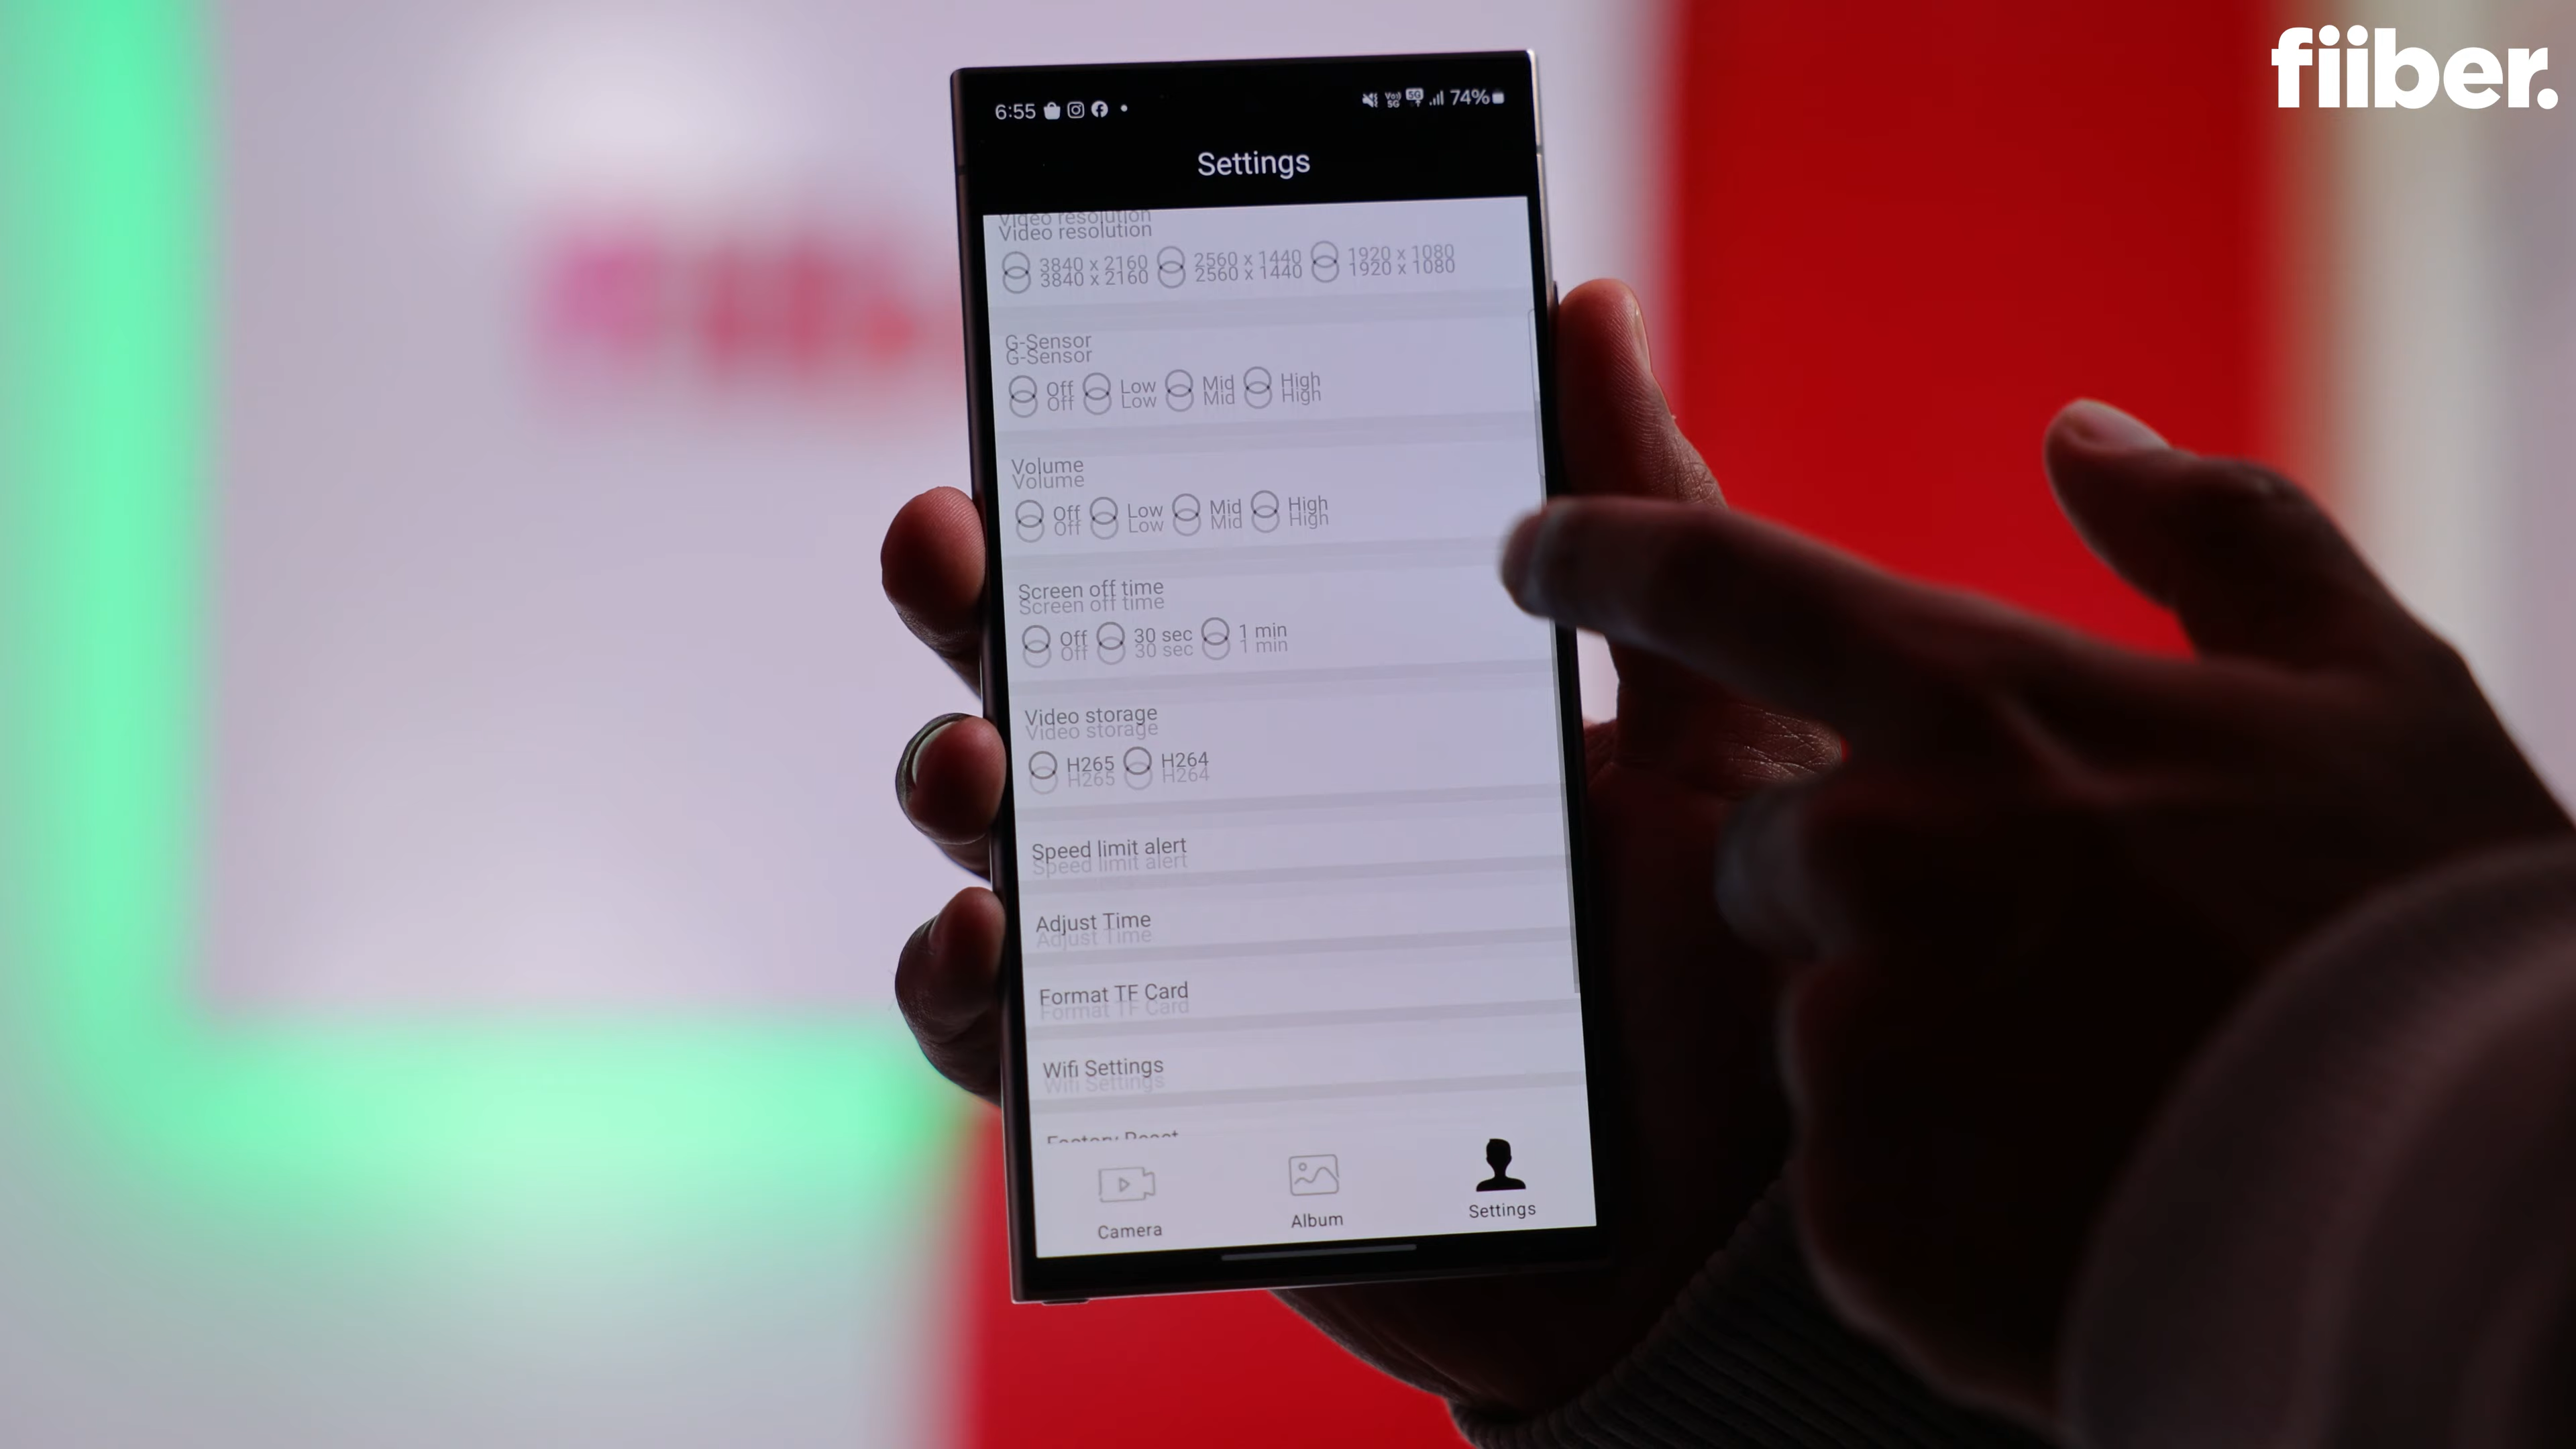 fiiber.
6:55 74%
Settings
Video resolution
3840 x 2160 2560 x 1440 1920 x 1080
G-Sensor
Off Low Mid High
Volume
Off Low Mid High
Screen off time
Off 30 sec 1 min
Video storage
H265 H264
Speed limit alert
Adjust Time
Format TF Card
Wifi Settings
Factory Reset
Camera Album Settings